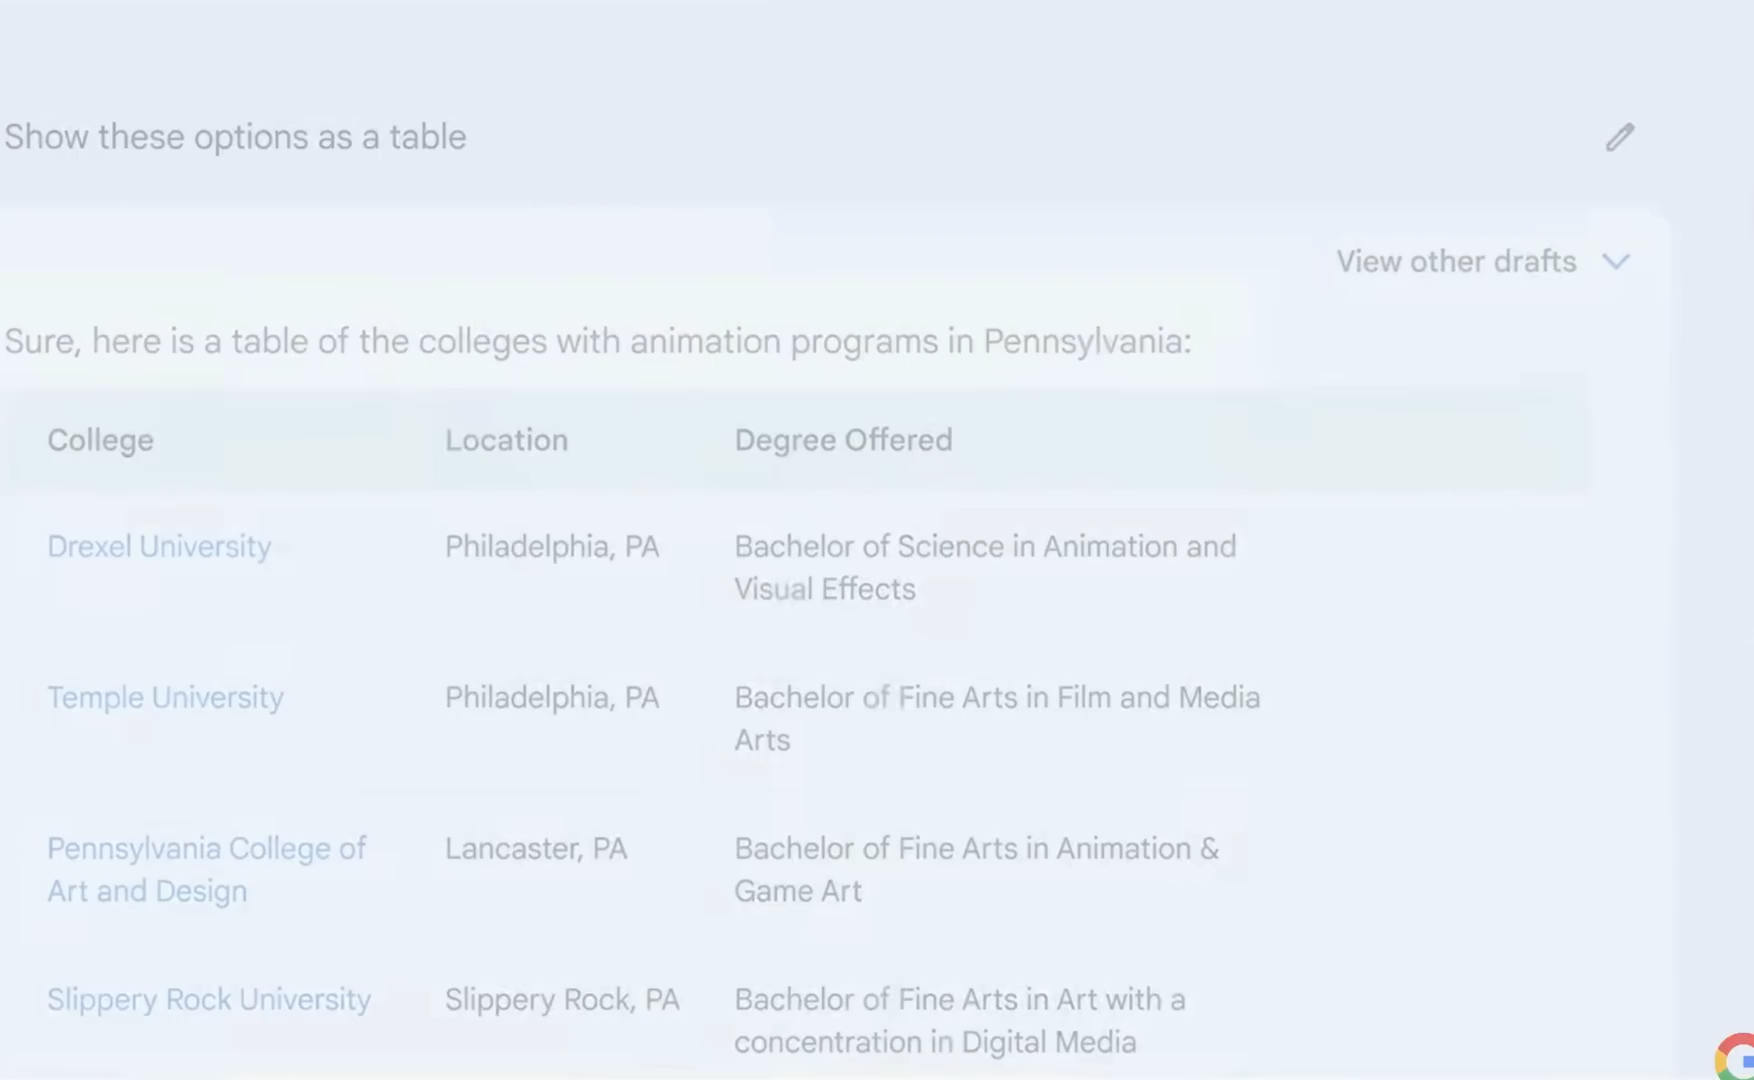 Show these options as a table
View other drafts
Sure, here is a table of the colleges with animation programs in Pennsylvania:
College Location Degree Offered
Drexel University Philadelphia, PA Bachelor of Science in Animation and
Visual Effects
Temple University Philadelphia, PA Bachelor of Fine Arts in Film and Media
Arts
Pennsylvania College of Lancaster, PA Bachelor of Fine Arts in Animation &
Art and Design Game Art
Slippery Rock University Slippery Rock, PA Bachelor of Fine Arts in Art with a
concentration in Digital Media